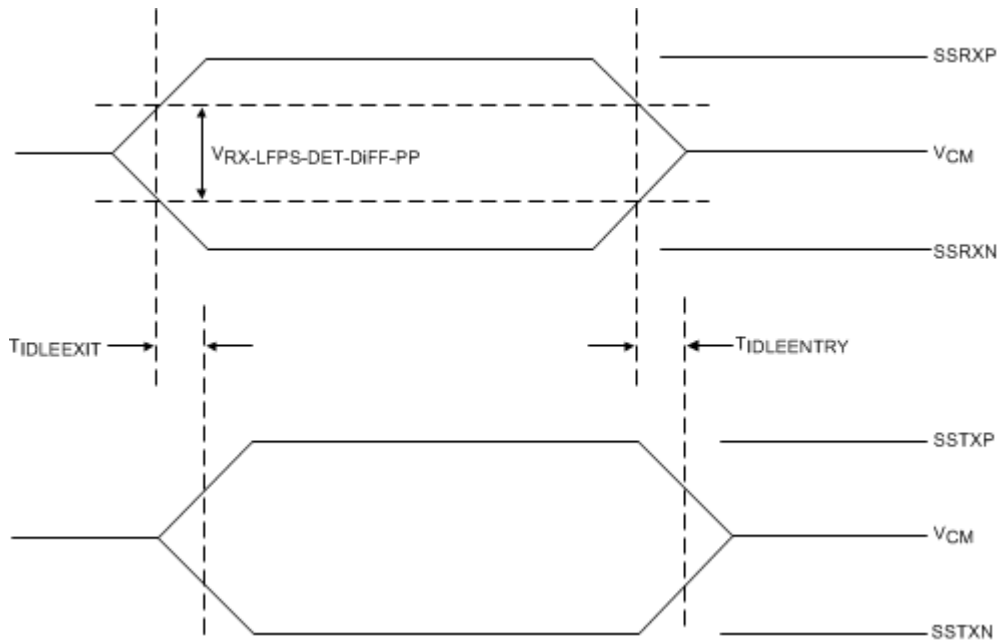 SSRXP
VRX-LFPS-DET-DiFF-PP
VCM
SSRXN
TIDLEEXIT
TIDLEENTRY
SSTXP
VCM
SSTXN